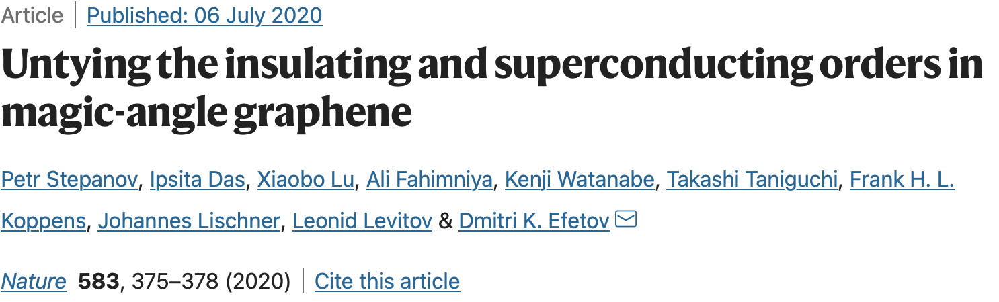 Article | Published: 06 July 2020
Untying the insulating and superconducting orders in
magic-angle graphene
Petr Stepanov, Ipsita Das, Xiaobo Lu, Ali Fahimniya, Kenji Watanabe, Takashi Taniguchi, Frank H. L.
Koppens, Johannes Lischner, Leonid Levitov & Dmitri K. Efetov
Nature 583, 375–378 (2020) | Cite this article